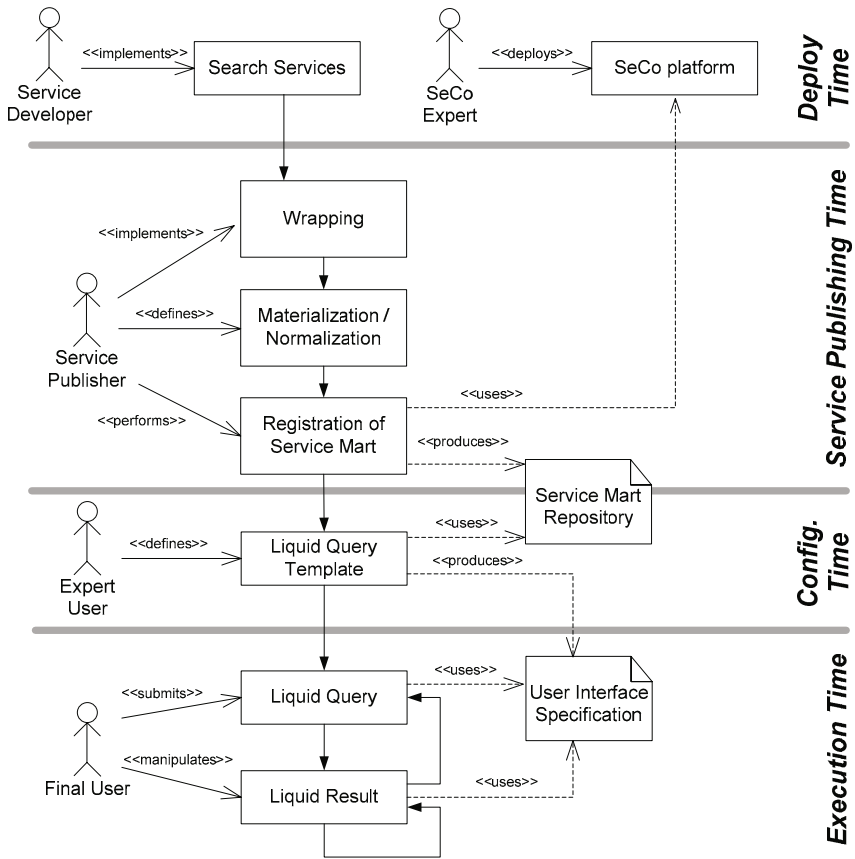 <<implements>>
Search Services
Service
Developer
<<deploys>>
SeCo platform
SeCo
Expert
Deploy
Time
Wrapping
<<implements>>
<<defines>>
Materialization /
Normalization
Service
Publisher
<<performs>>
Registration of
Service Mart
<<uses>>
<<produces>>
Service Publishing Time
Service Mart
Repository
<<defines>>
Expert
User
Liquid Query
Template
<<uses>>
<<produces>>
Config.
Time
<<submits>>
Liquid Query
<<uses>>
User Interface
Specification
<<manipulates>>
Final User
Liquid Result
<<uses>>
Execution Time